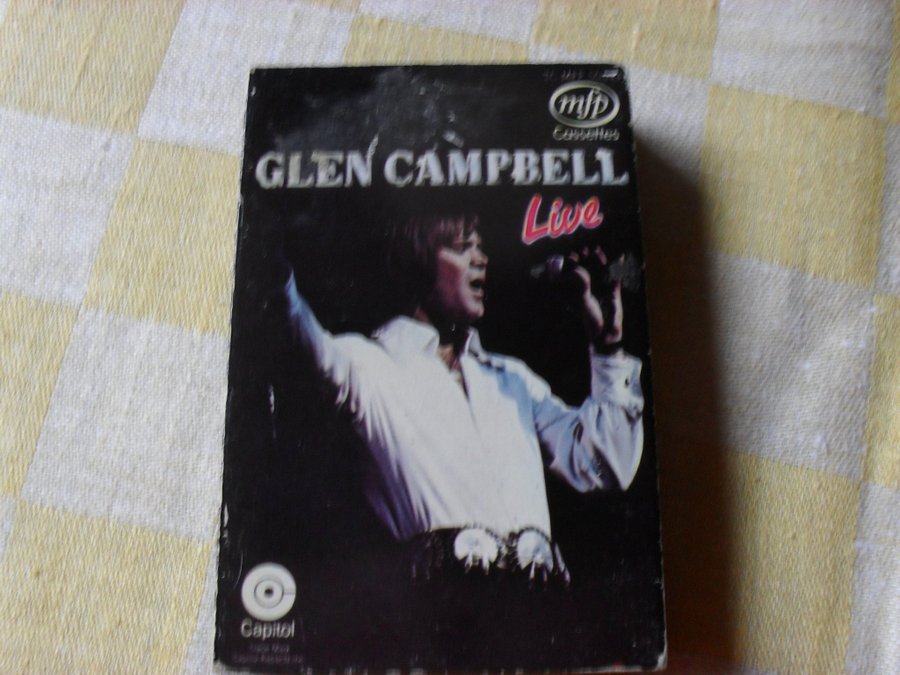 mfp
Cassettes
GLEN CAMPBELL
Live
Capitol